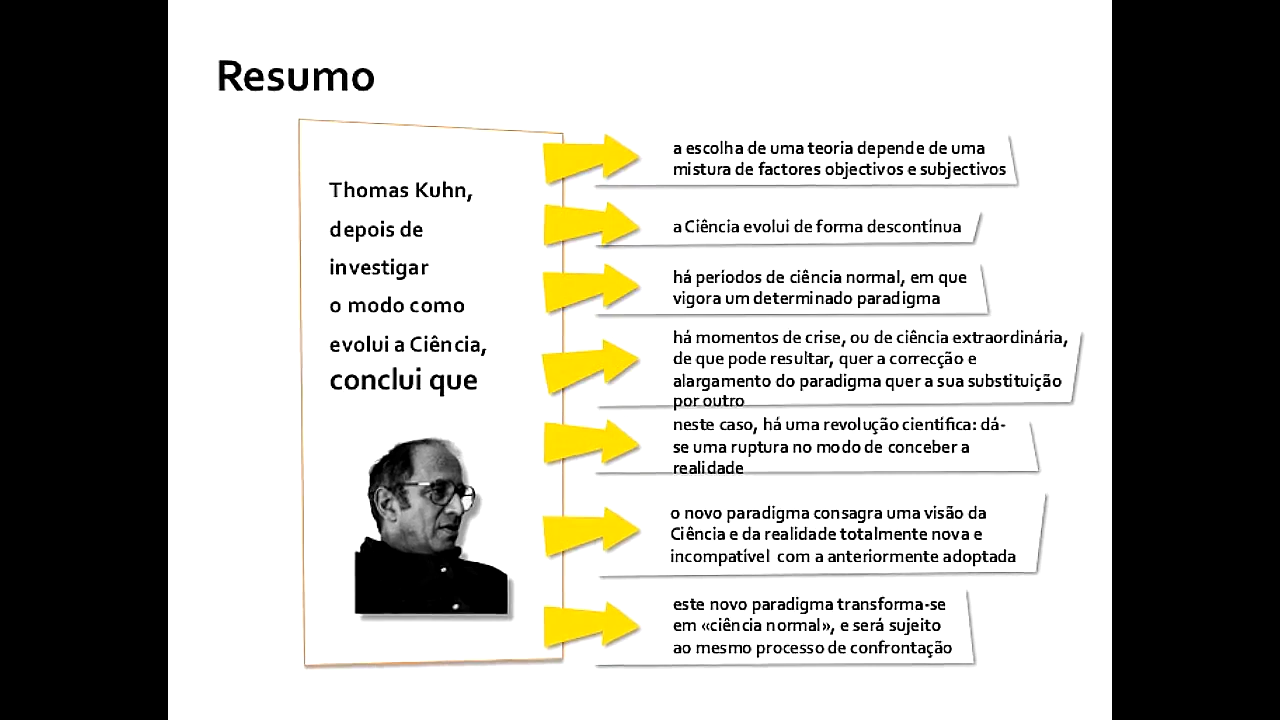 Resumo
Thomas Kuhn,
depois de
investigar
o modo como
evolui a Ciência,
conclui que
a escolha de uma teoria depende de uma
mistura de factores objectivos e subjectivos
a Ciência evolui de forma descontínua
há períodos de ciência normal, em que
vigora um determinado paradigma
há momentos de crise, ou de ciência extraordinária,
de que pode resultar, quer a correcção e
alargamento do paradigma quer a sua substituição
por outro
neste caso, há uma revolução científica: dá-
se uma ruptura no modo de conceber a
realidade
o novo paradigma consagra uma visão da
Ciência e da realidade totalmente nova e
incompatível com a anteriormente adoptada
este novo paradigma transforma-se
em «ciência normal», e será sujeito
ao mesmo processo de confrontação